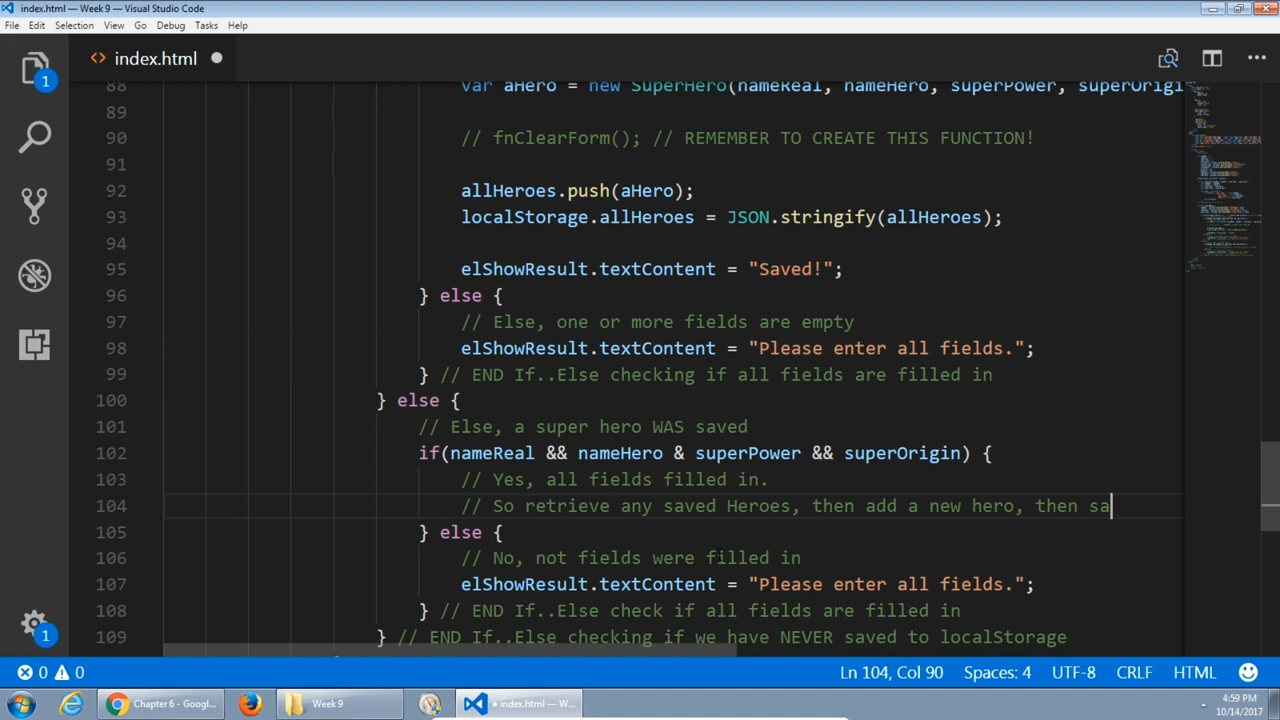 index.html — Week 9 — Visual Studio Code
File Edit Selection View Go Debug Tasks Help
1
<> index.html
88 var aHero = new SuperHero(nameReal, nameHero, superPower, superOrigi
89
90 // fnClearForm(); // REMEMBER TO CREATE THIS FUNCTION!
91
92 allHeroes.push(aHero);
93 localStorage.allHeroes = JSON.stringify(allHeroes);
94
95 elShowResult.textContent = "Saved!";
96 } else {
97 // Else, one or more fields are empty
98 elShowResult.textContent = "Please enter all fields.";
99 } // END If..Else checking if all fields are filled in
100 } else {
101 // Else, a super hero WAS saved
102 if(nameReal && nameHero & superPower && superOrigin) {
103 // Yes, all fields filled in.
104 // So retrieve any saved Heroes, then add a new hero, then sa
105 } else {
106 // No, not fields were filled in
107 elShowResult.textContent = "Please enter all fields.";
108 } // END If..Else check if all fields are filled in
109 } // END If..Else checking if we have NEVER saved to localStorage
1
0 0 Ln 104, Col 90 Spaces: 4 UTF-8 CRLF HTML
Chapter 6 - Googl... Week 9 • index.html — W... 4:59 PM
10/14/2017